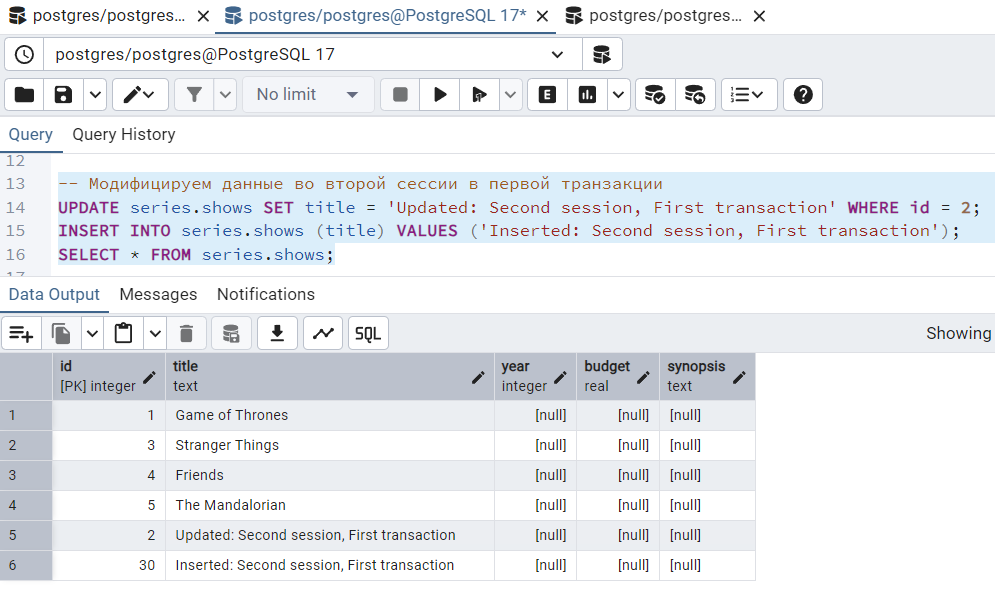 postgres/postgres...
postgres/postgres@PostgreSQL 17*
postgres/postgres...
postgres/postgres@PostgreSQL 17
No limit
E
Query
Query History
12
13 -- Модифицируем данные во второй сессии в первой транзакции
14 UPDATE series.shows SET title = 'Updated: Second session, First transaction' WHERE id = 2;
15 INSERT INTO series.shows (title) VALUES ('Inserted: Second session, First transaction');
16 SELECT * FROM series.shows;
17
Data Output
Messages
Notifications
SQL
Showing
id title year budget synopsis
[PK] integer text integer real text
1 1 Game of Thrones [null] [null] [null]
2 3 Stranger Things [null] [null] [null]
3 4 Friends [null] [null] [null]
4 5 The Mandalorian [null] [null] [null]
5 2 Updated: Second session, First transaction [null] [null] [null]
6 30 Inserted: Second session, First transaction [null] [null] [null]